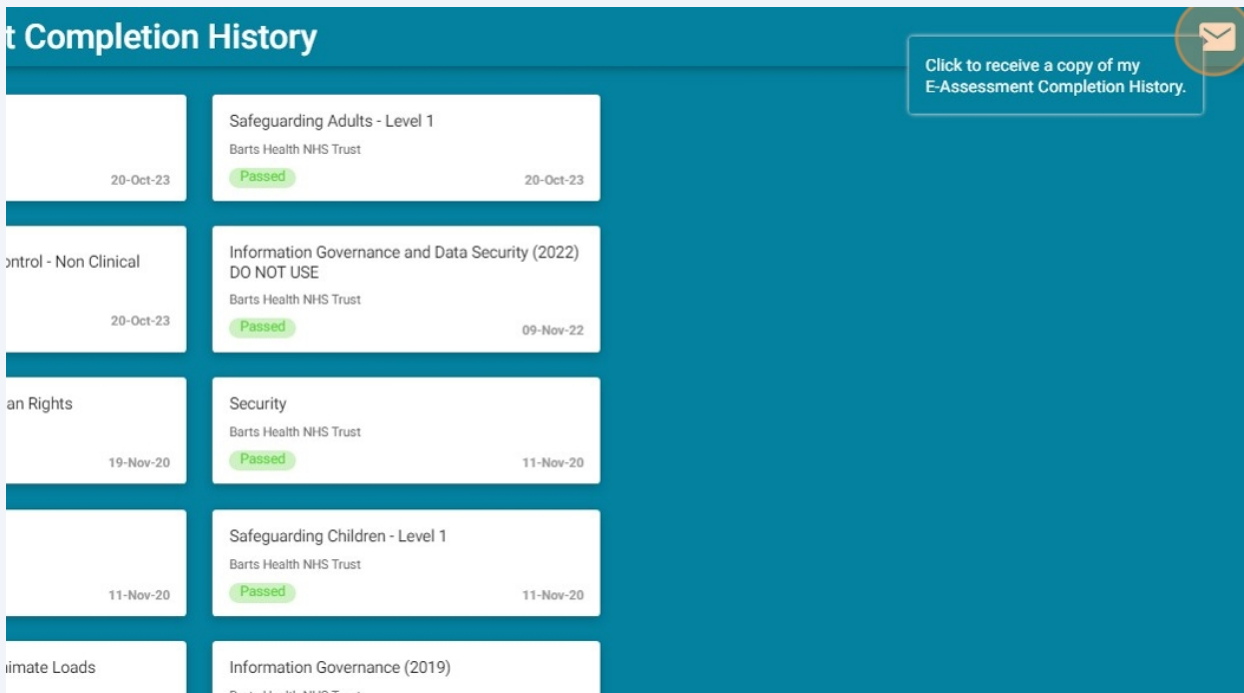 t Completion History
Click to receive a copy of my
E-Assessment Completion History.
20-Oct-23
Safeguarding Adults - Level 1
Barts Health NHS Trust
Passed
20-Oct-23
ontrol - Non Clinical
20-Oct-23
Information Governance and Data Security (2022)
DO NOT USE
Barts Health NHS Trust
Passed
09-Nov-22
an Rights
19-Nov-20
Security
Barts Health NHS Trust
Passed
11-Nov-20
11-Nov-20
Safeguarding Children - Level 1
Barts Health NHS Trust
Passed
11-Nov-20
imate Loads
Information Governance (2019)